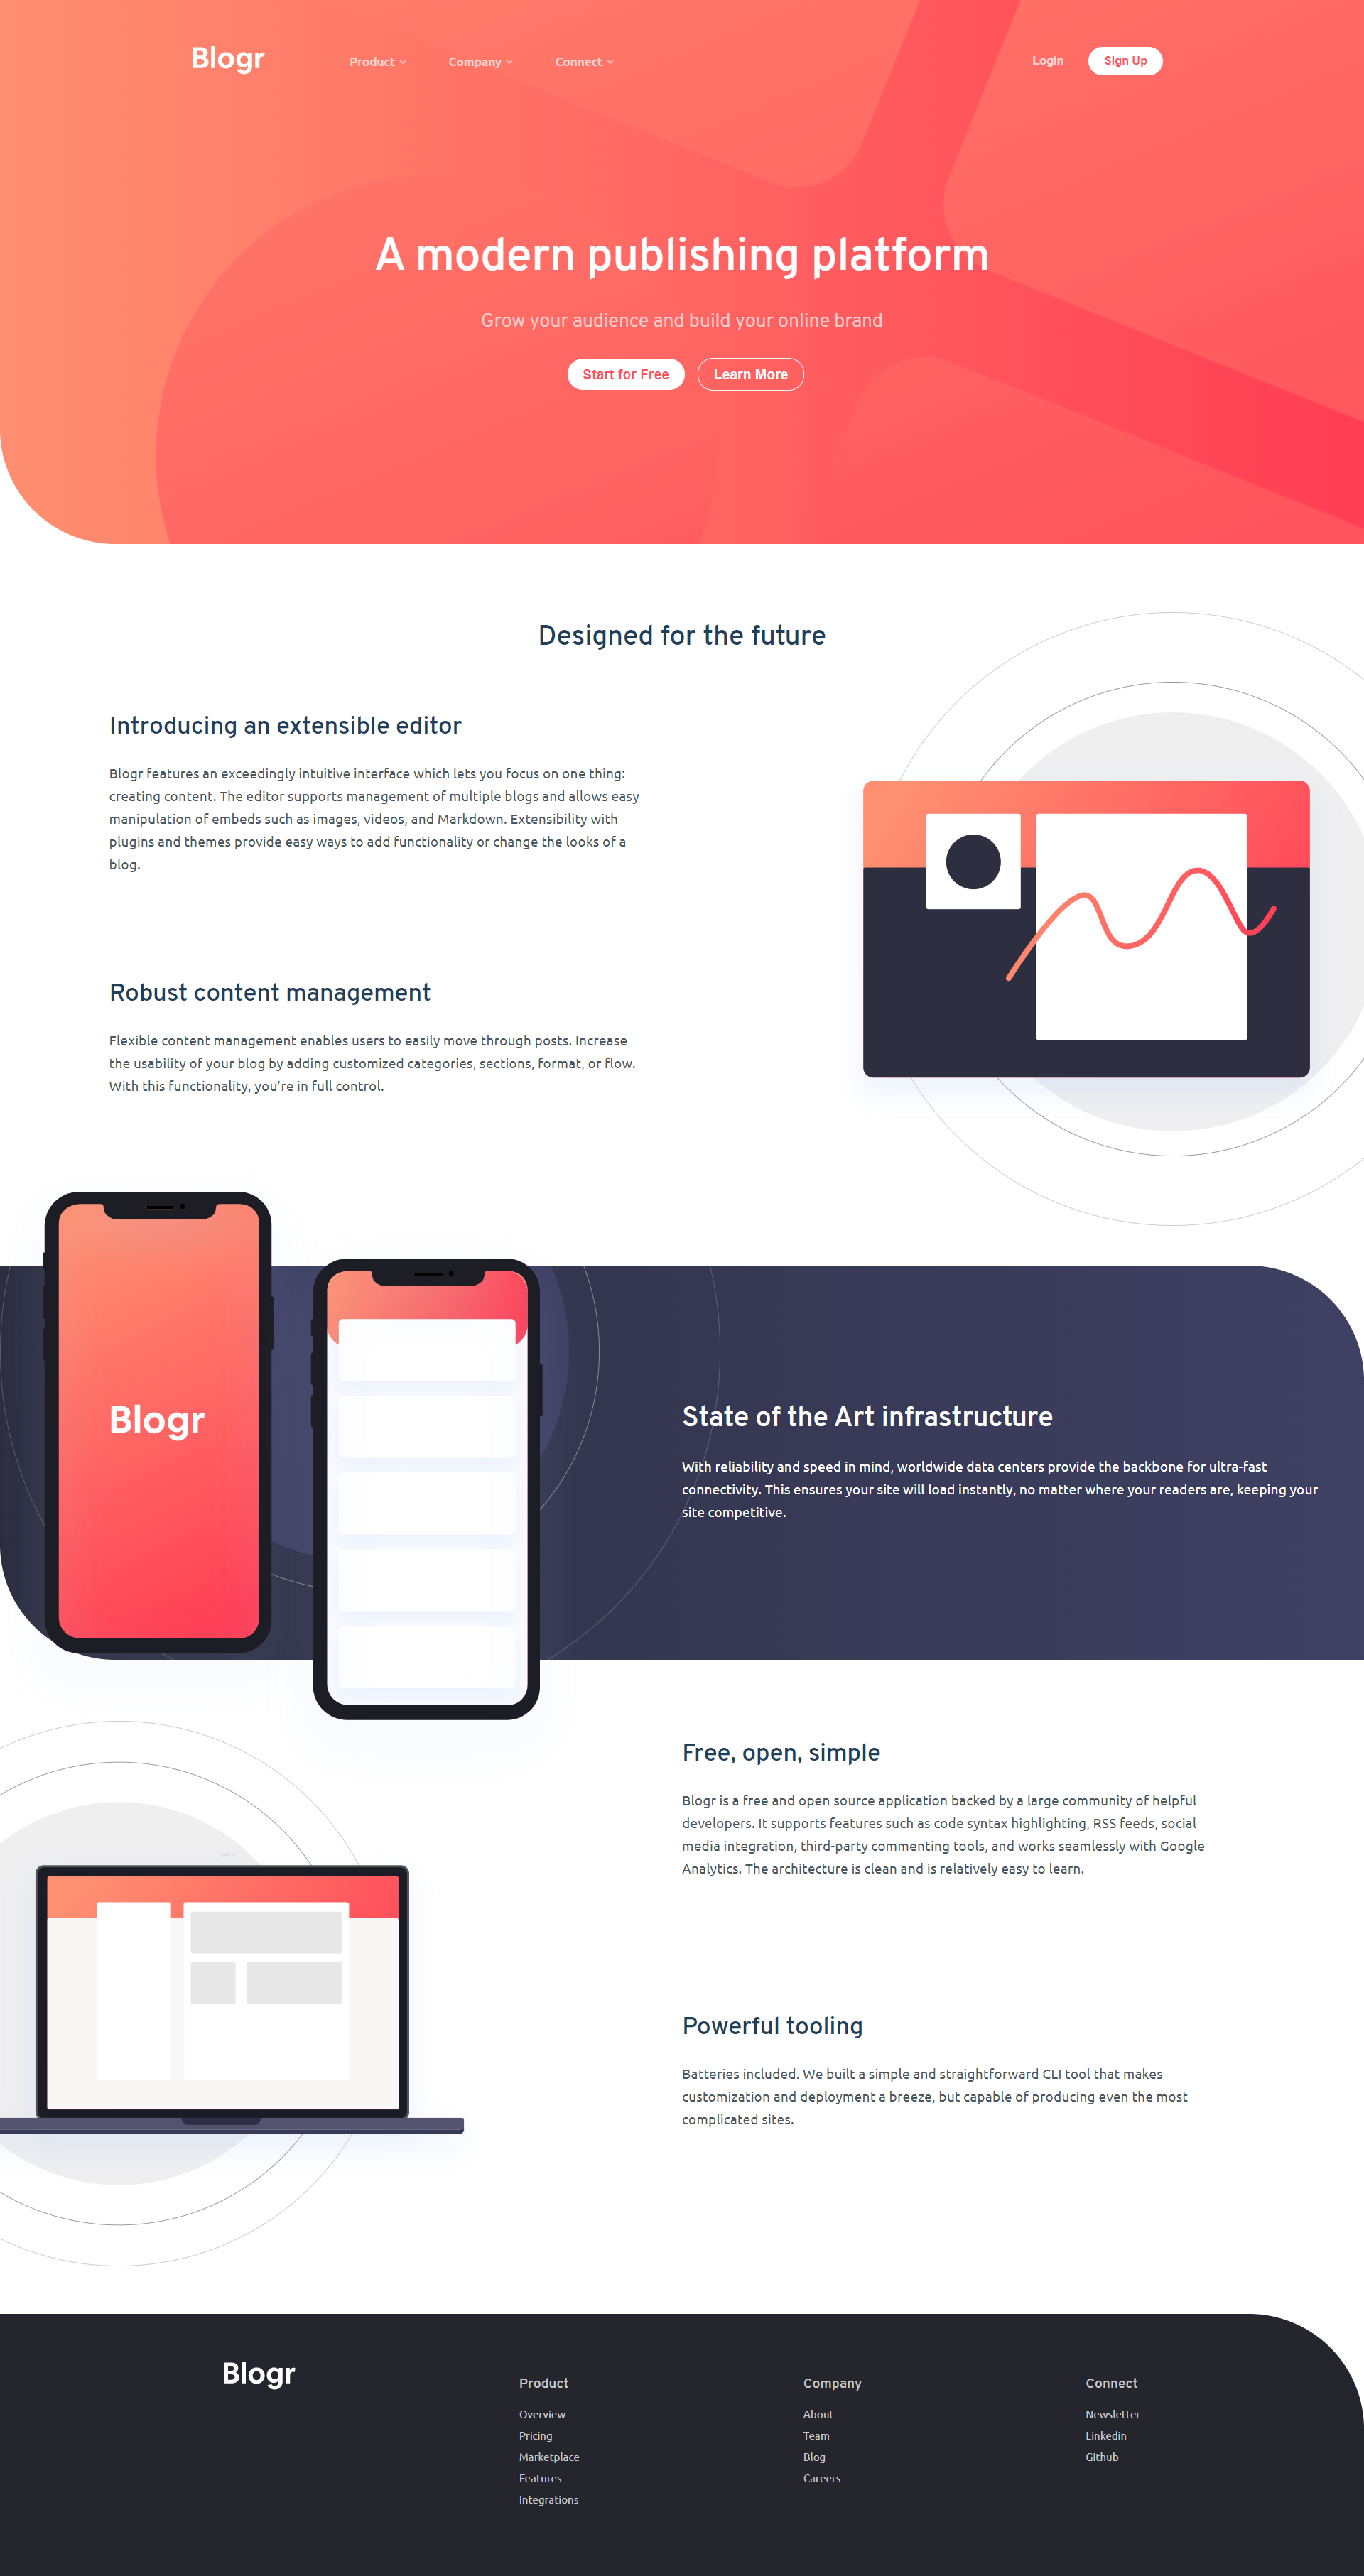 Blogr
Product
Company
Connect
Login
Sign Up
A modern publishing platform
Grow your audience and build your online brand
Start for Free
Learn More
Designed for the future
Introducing an extensible editor
Blogr features an exceedingly intuitive interface which lets you focus on one thing:
creating content. The editor supports management of multiple blogs and allows easy
manipulation of embeds such as images, videos, and Markdown. Extensibility with
plugins and themes provide easy ways to add functionality or change the looks of a
blog.
Robust content management
Flexible content management enables users to easily move through posts. Increase
the usability of your blog by adding customized categories, sections, format, or flow.
With this functionality, you’re in full control.
Blogr
State of the Art infrastructure
With reliability and speed in mind, worldwide data centers provide the backbone for ultra-fast
connectivity. This ensures your site will load instantly, no matter where your readers are, keeping your
site competitive.
Free, open, simple
Blogr is a free and open source application backed by a large community of helpful
developers. It supports features such as code syntax highlighting, RSS feeds, social
media integration, third-party commenting tools, and works seamlessly with Google
Analytics. The architecture is clean and is relatively easy to learn.
Powerful tooling
Batteries included. We built a simple and straightforward CLI tool that makes
customization and deployment a breeze, but capable of producing even the most
complicated sites.
Blogr
Product
Overview
Pricing
Marketplace
Features
Integrations
Company
About
Team
Blog
Careers
Connect
Newsletter
Linkedin
Github